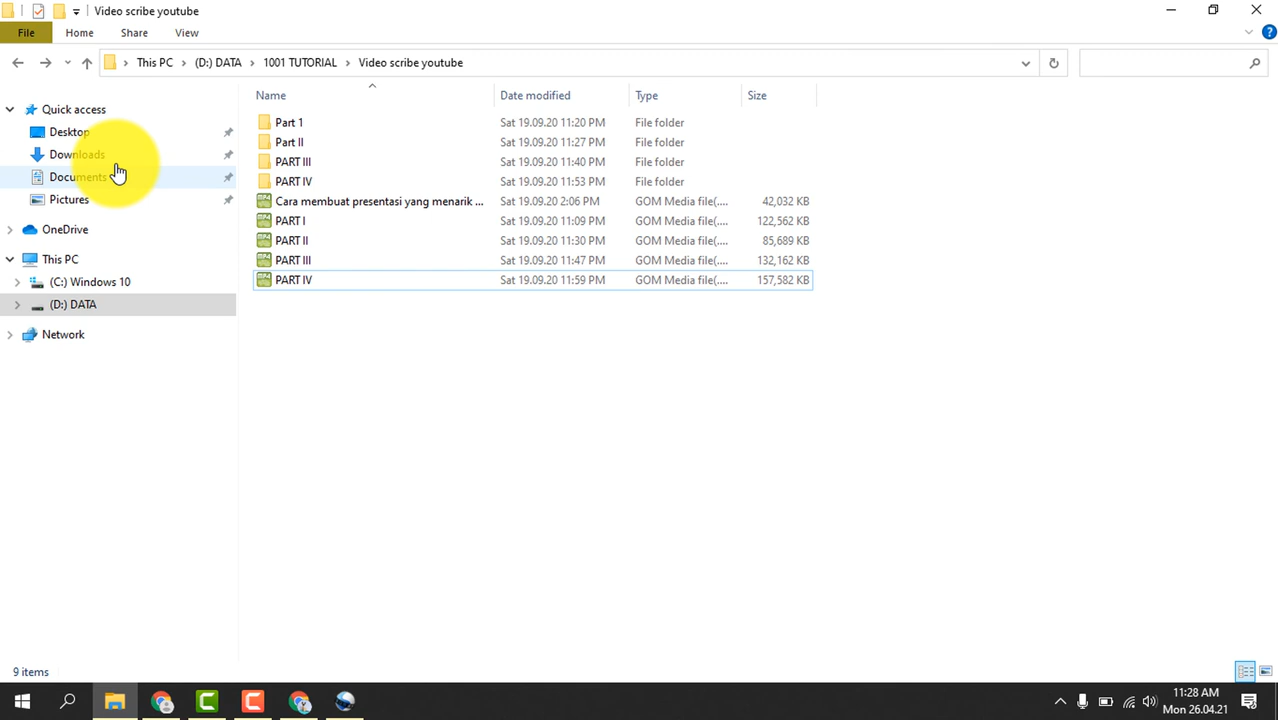 Video scribe youtube
File Home Share View
This PC (D:) DATA 1001 TUTORIAL Video scribe youtube
Name Date modified Type Size
Quick access
Desktop
Downloads
Documents
Pictures
OneDrive
This PC
(C:) Windows 10
(D:) DATA
Network
Part 1 Sat 19.09.20 11:20 PM File folder
Part II Sat 19.09.20 11:27 PM File folder
PART III Sat 19.09.20 11:40 PM File folder
PART IV Sat 19.09.20 11:53 PM File folder
Cara membuat presentasi yang menarik ... Sat 19.09.20 2:06 PM GOM Media file(.... 42,032 KB
PART I Sat 19.09.20 11:09 PM GOM Media file(.... 122,562 KB
PART II Sat 19.09.20 11:30 PM GOM Media file(.... 85,689 KB
PART III Sat 19.09.20 11:47 PM GOM Media file(.... 132,162 KB
PART IV Sat 19.09.20 11:59 PM GOM Media file(.... 157,582 KB
9 items
11:28 AM
Mon 26.04.21